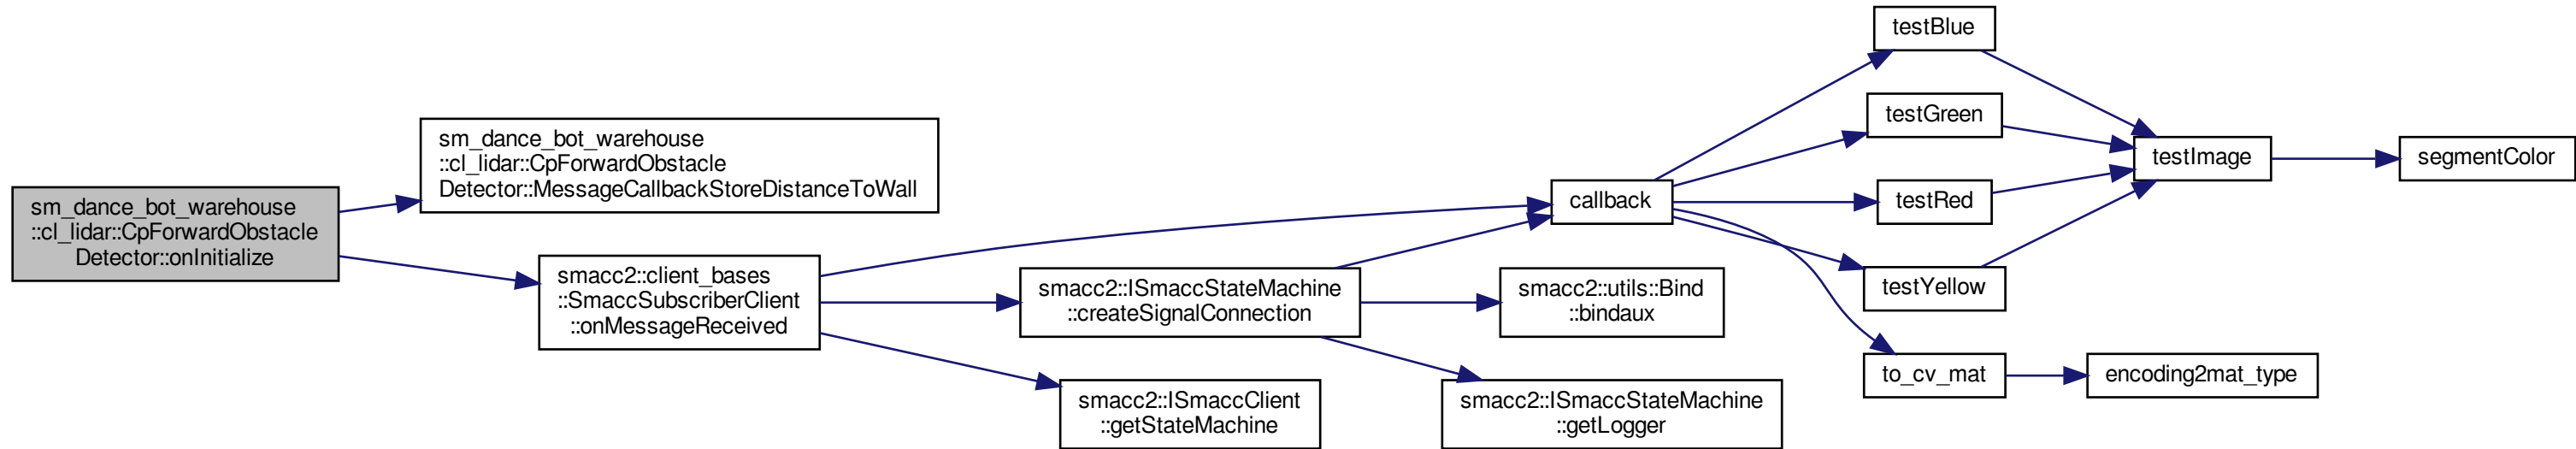 sm_dance_bot_warehouse
::cl_lidar::CpForwardObstacle
Detector::onInitialize
sm_dance_bot_warehouse
::cl_lidar::CpForwardObstacle
Detector::MessageCallbackStoreDistanceToWall
smacc2::client_bases
::SmaccSubscriberClient
::onMessageReceived
smacc2::ISmaccStateMachine
::createSignalConnection
smacc2::ISmaccClient
::getStateMachine
callback
smacc2::utils::Bind
::bindaux
smacc2::ISmaccStateMachine
::getLogger
testBlue
testGreen
testRed
testYellow
to_cv_mat
testImage
encoding2mat_type
segmentColor